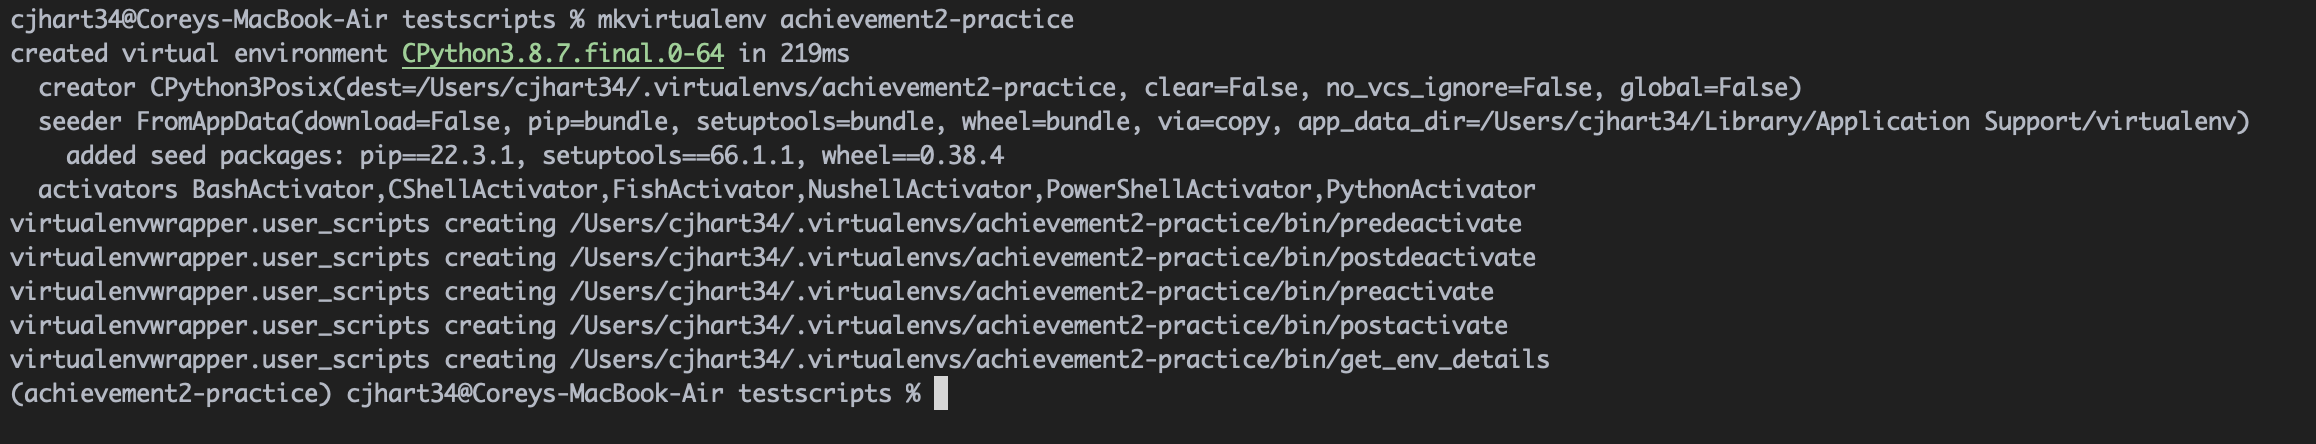 cjhart34@Coreys-MacBook-Air testscripts % mkvirtualenv achievement2-practice
created virtual environment CPython3.8.7.final.0-64 in 219ms
  creator CPython3Posix(dest=/Users/cjhart34/.virtualenvs/achievement2-practice, clear=False, no_vcs_ignore=False, global=False)
  seeder FromAppData(download=False, pip=bundle, setuptools=bundle, wheel=bundle, via=copy, app_data_dir=/Users/cjhart34/Library/Application Support/virtualenv)
    added seed packages: pip==22.3.1, setuptools==66.1.1, wheel==0.38.4
  activators BashActivator,CShellActivator,FishActivator,NushellActivator,PowerShellActivator,PythonActivator
virtualenvwrapper.user_scripts creating /Users/cjhart34/.virtualenvs/achievement2-practice/bin/predeactivate
virtualenvwrapper.user_scripts creating /Users/cjhart34/.virtualenvs/achievement2-practice/bin/postdeactivate
virtualenvwrapper.user_scripts creating /Users/cjhart34/.virtualenvs/achievement2-practice/bin/preactivate
virtualenvwrapper.user_scripts creating /Users/cjhart34/.virtualenvs/achievement2-practice/bin/postactivate
virtualenvwrapper.user_scripts creating /Users/cjhart34/.virtualenvs/achievement2-practice/bin/get_env_details
(achievement2-practice) cjhart34@Coreys-MacBook-Air testscripts %